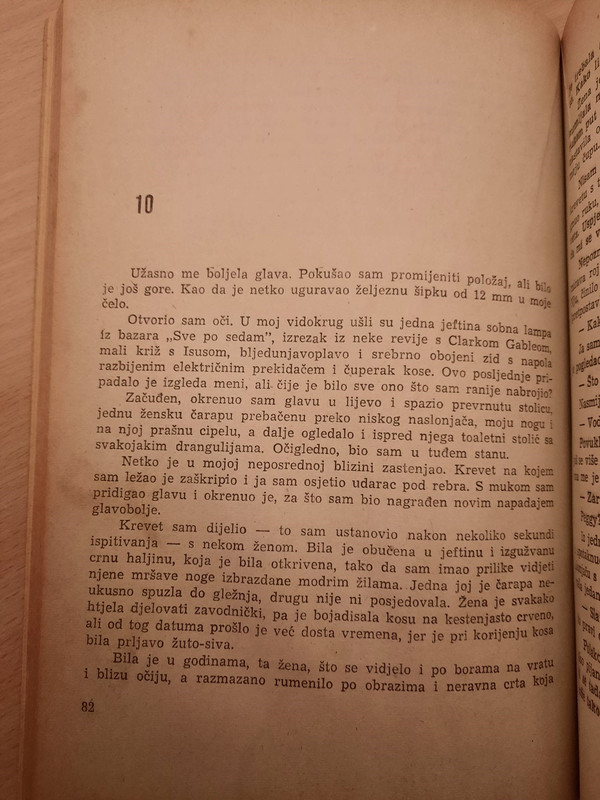 10
Užasno me boljela glava. Pokušao sam promijeniti položaj, ali bilo
je još gore. Kao da je netko uguravao željeznu šipku od 12 mm u moje
čelo.
Otvorio sam oči. U moj vidokrug ušli su jedna jeftina sobna lampa
iz bazara „Sve po sedam", izrezak iz neke revije s Clarkom Gableom,
mali križ s Isusom, blijedunjavoplavo i srebrno obojeni zid s napola
razbijenim električnim prekidačem i čuperak kose. Ovo posljednje pri-
padalo je izgleda meni, ali čije je bilo sve ono što sam ranije nabrojio?
Začuđen, okrenuo sam glavu u lijevo i spazio prevrnutu stolicu,
jednu žensku čarapu prebačenu preko niskog naslonjača, moju nogu i
na njoj prašnu cipelu, a dalje ogledalo i ispred njega toaletni stolić sa
svakojakim drangulijama. Očigledno, bio sam u tuđem stanu.
Netko je u mojoj neposrednoj blizini zastenjao. Krevet na kojem
sam ležao je zaškripio i ja sam osjetio udarac pod rebra. S mukom sam
pridigao glavu i okrenuo je, za što sam bio nagrađen novim napadajem
glavobolje.
Krevet sam dijelio — to sam ustanovio nakon nekoliko sekundi
ispitivanja — s nekom ženom. Bila je obučena u jeftinu i izgužvanu
crnu haljinu, koja je bila otkrivena, tako da sam imao prilike vidjeti
njene mršave noge izbrazdane modrim žilama. Jedna joj je čarapa ne-
ukusno spuzla do gležnja, drugu nije ni posjedovala. Žena je svakako
htjela djelovati zavodnički, pa je bojadisala kosu na kestenjasto crveno,
ali od tog datuma prošlo je već dosta vremena, jer je pri korijenju kosa
bila prljavo žuto-siva.
Bila je u godinama, ta žena, što se vidjelo i po borama na vratu
i blizu očiju, a razmazano rumenilo po obrazima i neravna crta koja
82